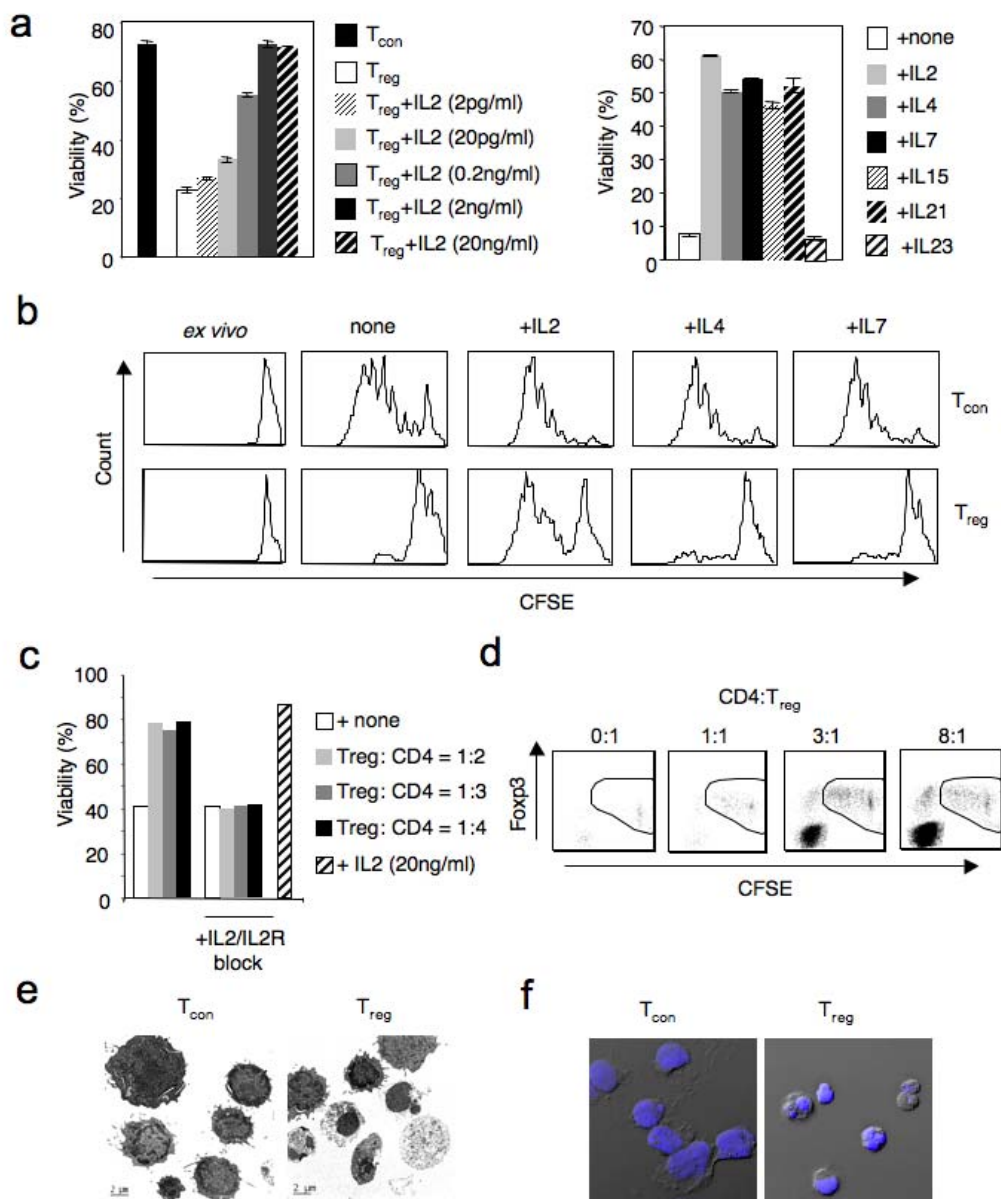 a
80
60
40
20
0
Viability (%)
Tcon
Treg
Treg+IL2 (2pg/ml)
Treg+IL2 (20pg/ml)
Treg+IL2 (0.2ng/ml)
Treg+IL2 (2ng/ml)
Treg+IL2 (20ng/ml)
70
60
50
40
30
20
10
0
Viability (%)
+none
+IL2
+IL4
+IL7
+IL15
+IL21
+IL23
b
ex vivo none +IL2 +IL4 +IL7
Tcon
Treg
Count
CFSE
c
100
80
60
40
20
0
Viability (%)
+IL2/IL2R
block
+ none
Treg: CD4 = 1:2
Treg: CD4 = 1:3
Treg: CD4 = 1:4
+ IL2 (20ng/ml)
d
CD4:Treg
0:1 1:1 3:1 8:1
Foxp3
CFSE
e
Tcon Treg
2 µm 2 µm
f
Tcon Treg